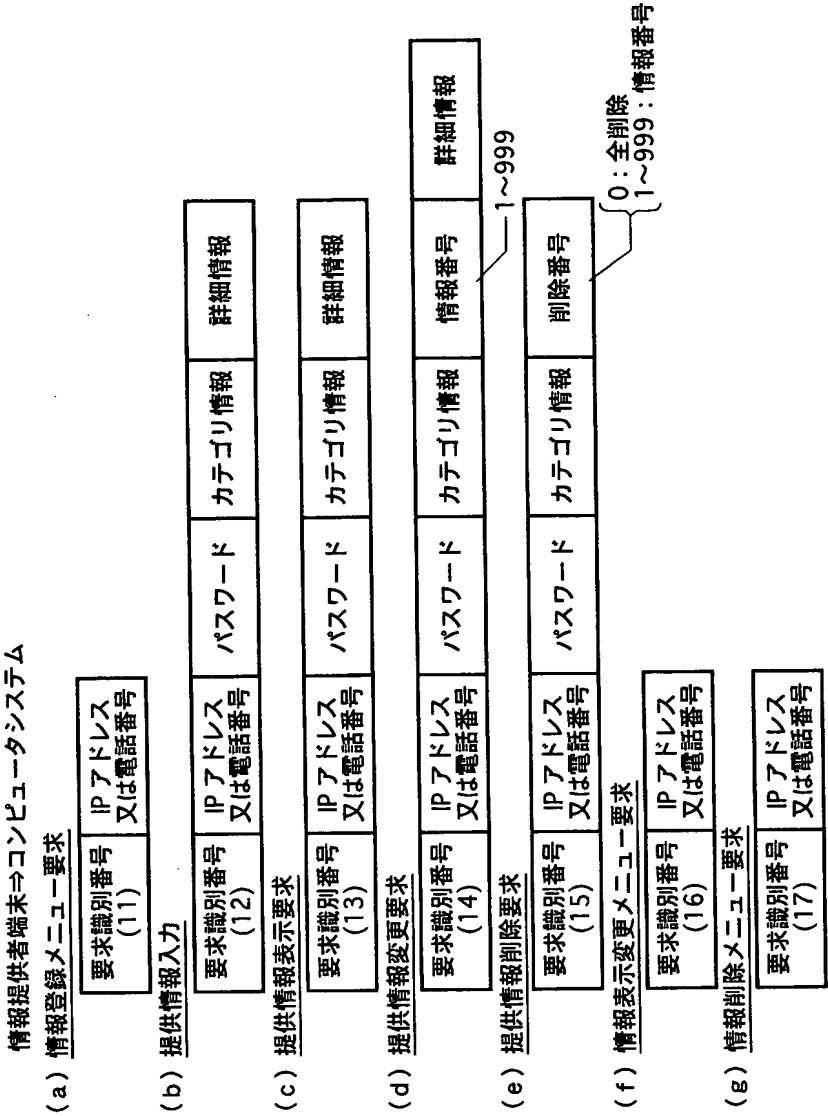 情報提供者端末⇒コンピュータシステム
(a) 情報登録メニュー要求
要求識別番号
(11)
IPアドレス
又は電話番号
(b) 提供情報入力
要求識別番号
(12)
IPアドレス
又は電話番号
パスワード
カテゴリ情報
詳細情報
(c) 提供情報表示要求
要求識別番号
(13)
IPアドレス
又は電話番号
パスワード
カテゴリ情報
詳細情報
(d) 提供情報変更要求
要求識別番号
(14)
IPアドレス
又は電話番号
パスワード
カテゴリ情報
情報番号
詳細情報
1〜999
(e) 提供情報削除要求
要求識別番号
(15)
IPアドレス
又は電話番号
パスワード
カテゴリ情報
削除番号
0：全削除
1〜999：情報番号
(f) 情報表示変更メニュー要求
要求識別番号
(16)
IPアドレス
又は電話番号
(g) 情報削除メニュー要求
要求識別番号
(17)
IPアドレス
又は電話番号